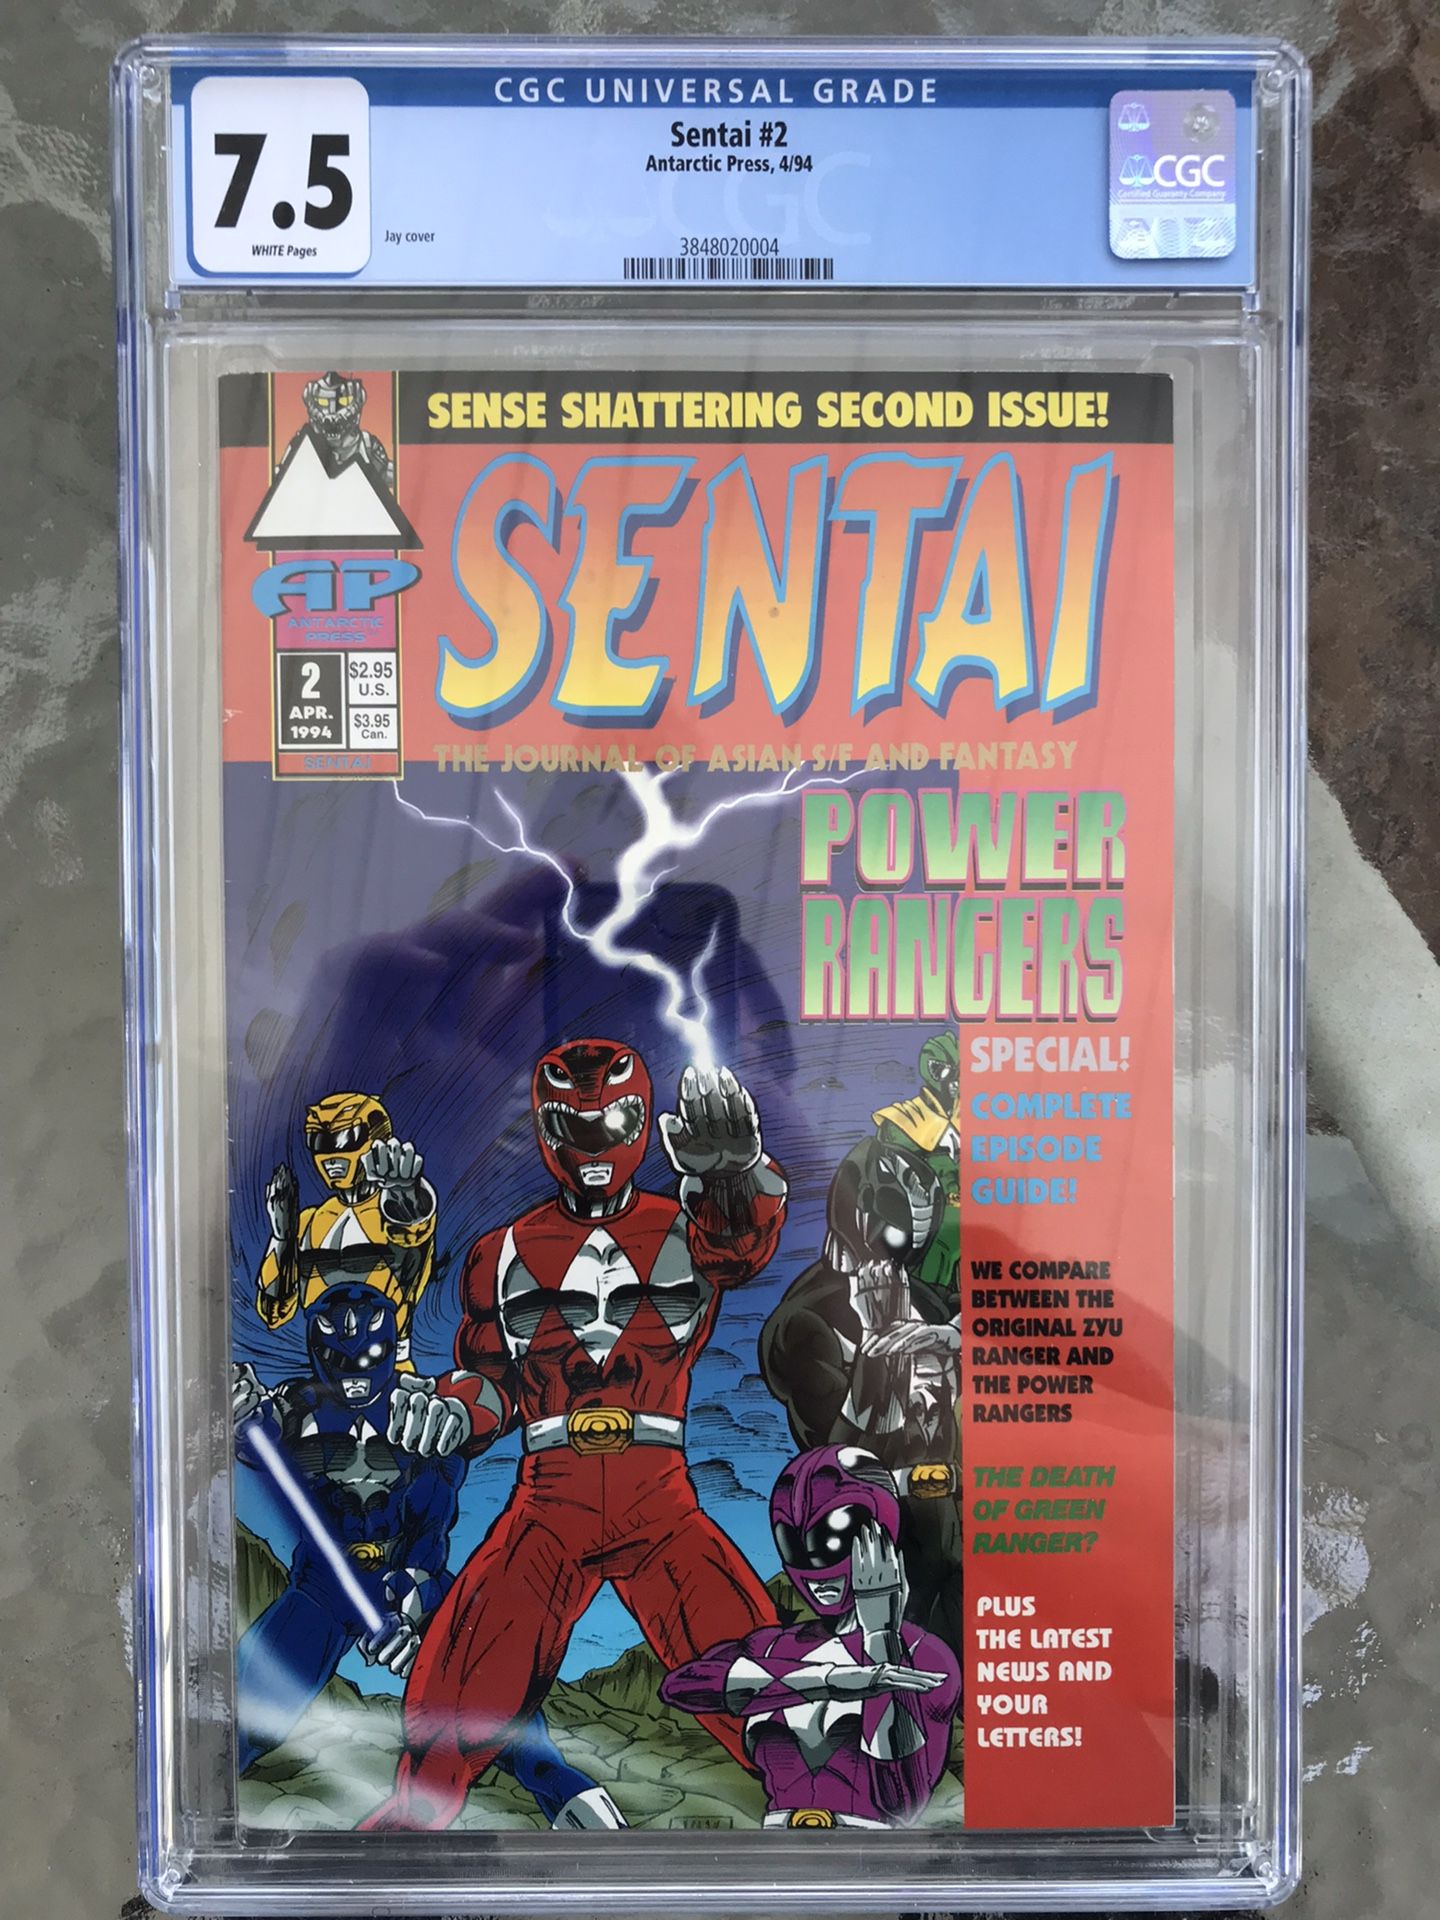 CGC UNIVERSAL GRADE
7.5
WHITE Pages
Sentai #2
Antarctic Press, 4/94
Jay cover
3848020004
CGC
Certified Guaranty Company
SENSE SHATTERING SECOND ISSUE!
SENTAI
AP
ANTARCTIC
PRESS
2
APR.
1994
$2.95
U.S.
$3.95
Can.
SENTAI
THE JOURNAL OF ASIAN S/F AND FANTASY
POWER
RANGERS
SPECIAL!
COMPLETE
EPISODE
GUIDE!
WE COMPARE
BETWEEN THE
ORIGINAL ZYU
RANGER AND
THE POWER
RANGERS
THE DEATH
OF GREEN
RANGER?
PLUS
THE LATEST
NEWS AND
YOUR
LETTERS!